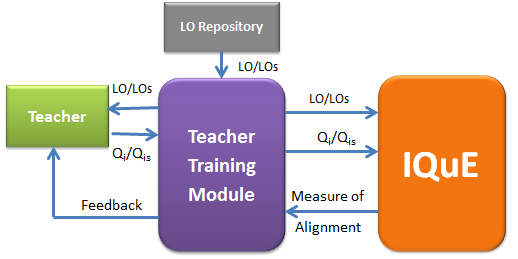 LO Repository
LO/LOs
LO/LOs
LO/LOs
Teacher
Teacher
Training
Module
IQuE
Qi/Qis
Qi/Qis
Feedback
Measure of
Alignment